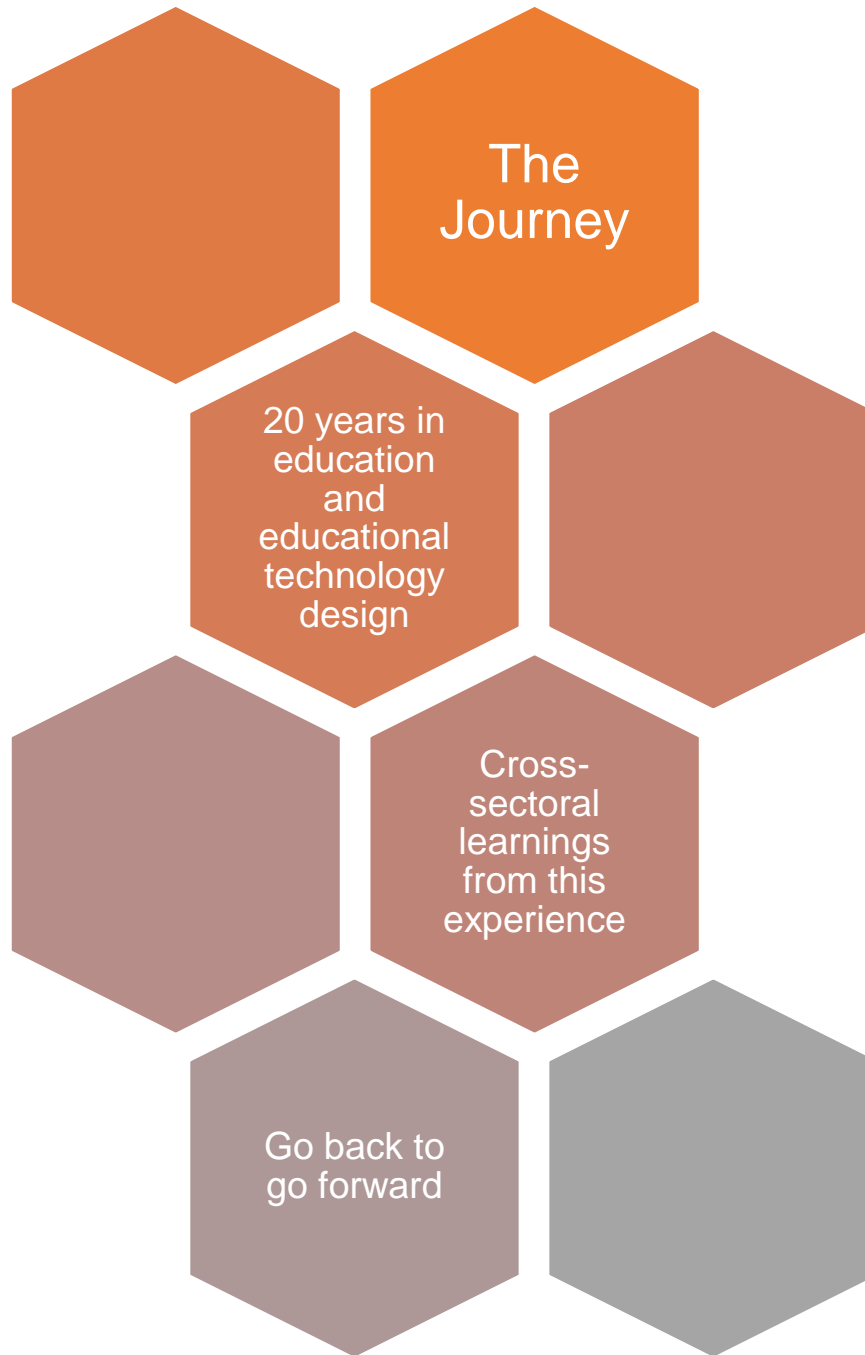 The
Journey
20 years in
education
and
educational
technology
design
Cross-
sectoral
learnings
from this
experience
Go back to
go forward